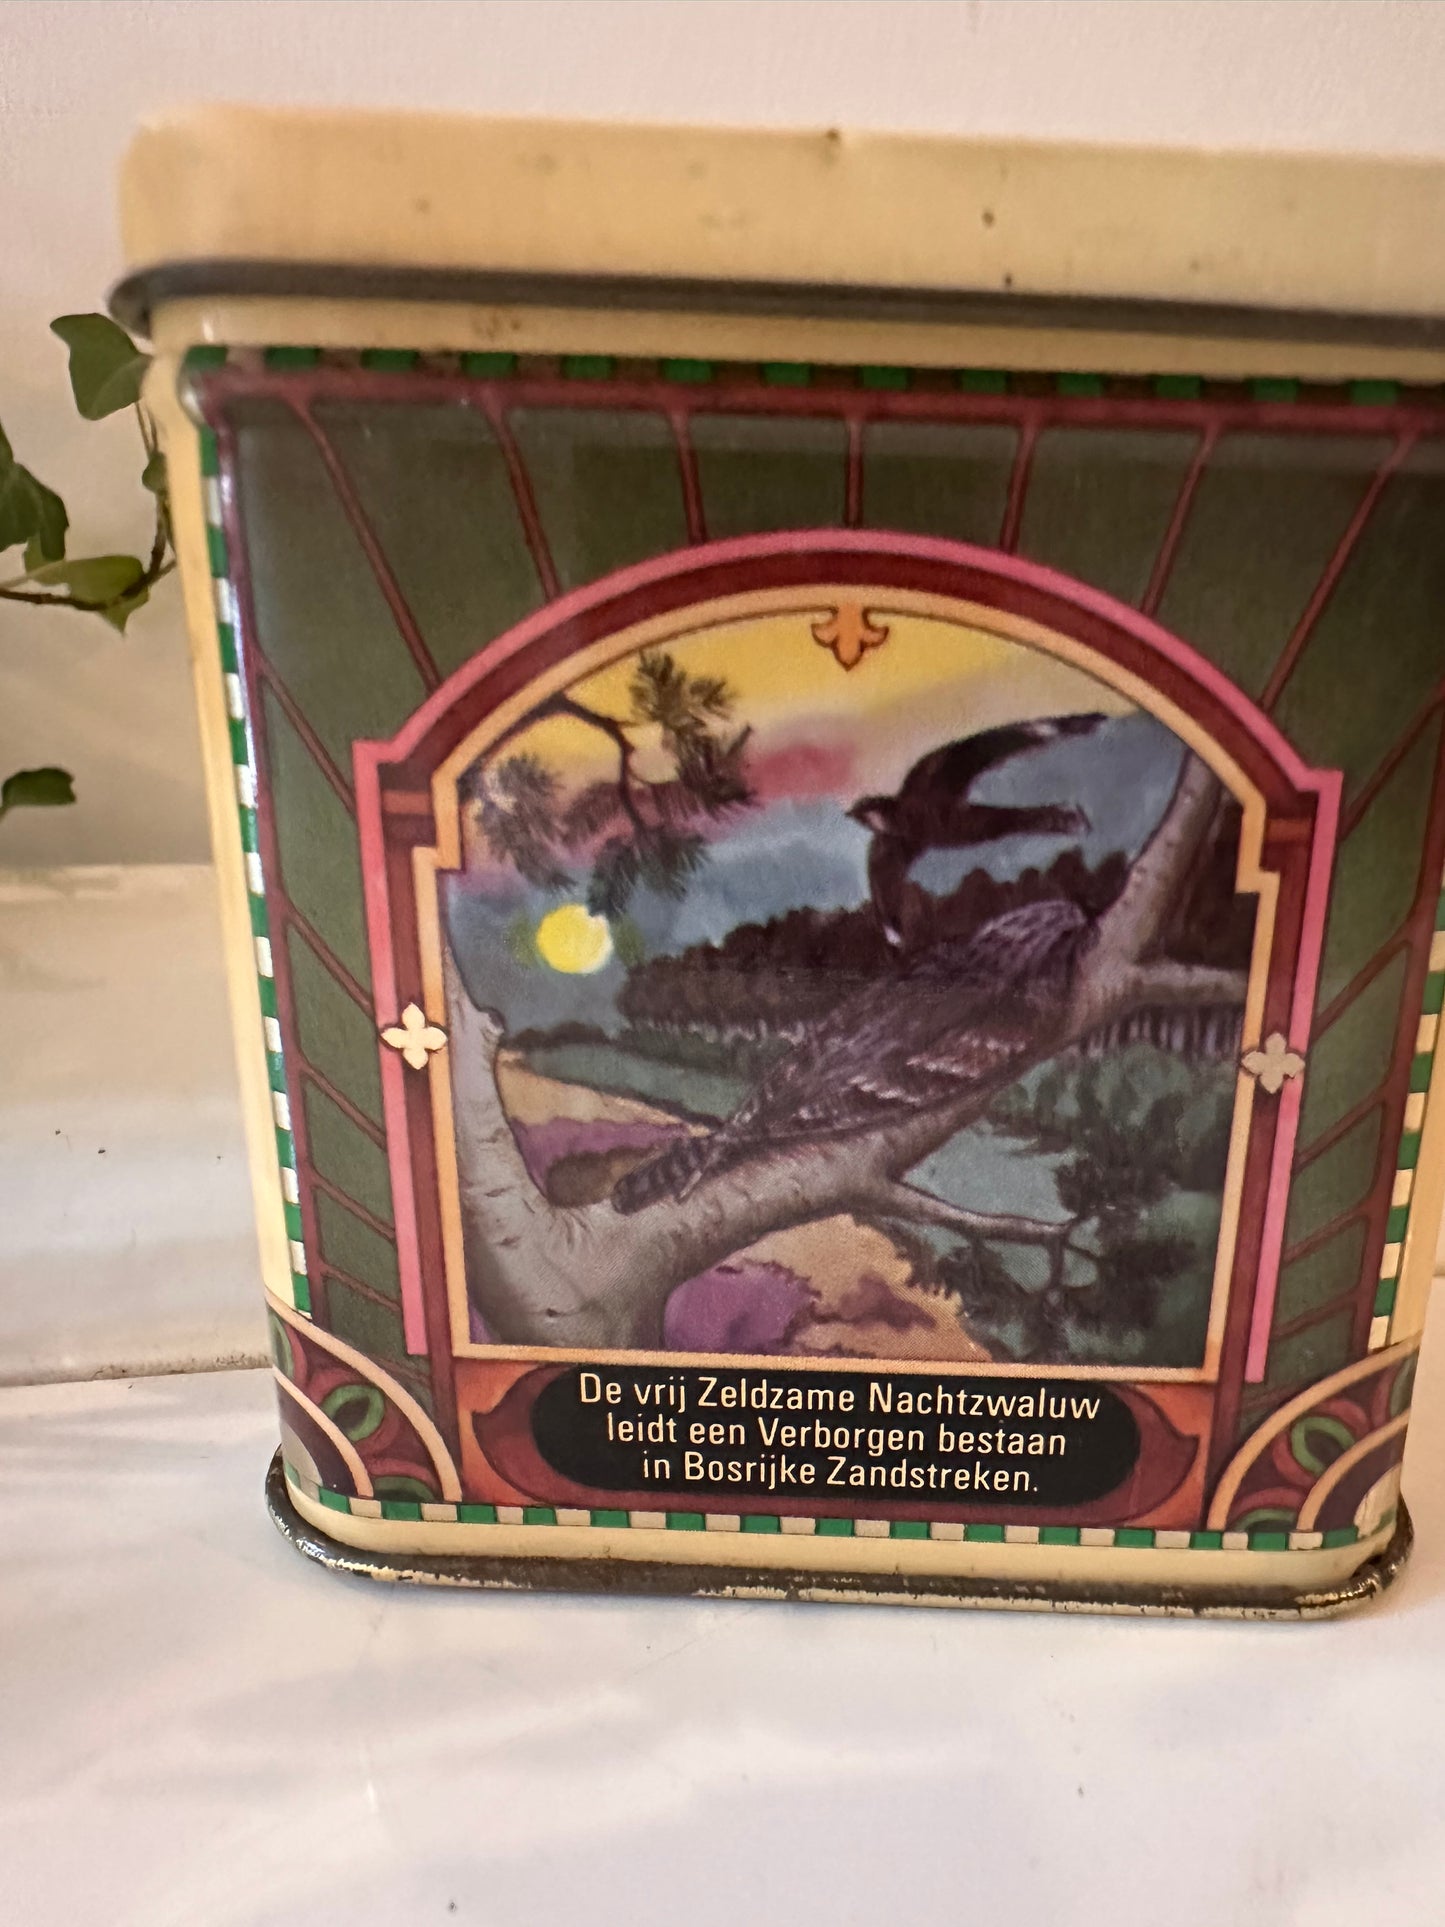 De vrij Zeldzame Nachtzwaluw
leidt een Verborgen bestaan
in Bosrijke Zandstreken.